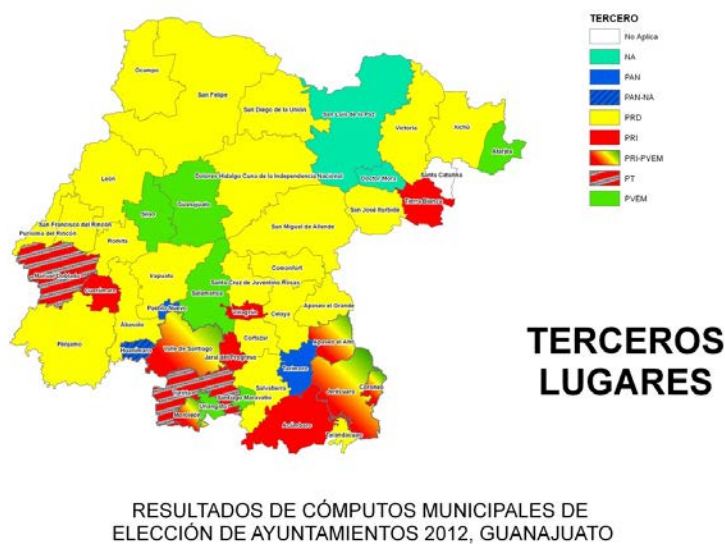 TERCERO
No Aplica
NA
PAN
PAN-NA
PRD
PRI
PRI-PVEM
PT
PVEM
Ocampo
San Felipe
San Diego de la Unión
San Luis de la Paz
Victoria
Xichú
Atarjea
León
Dolores Hidalgo Cuna de la Independencia Nacional
Doctor Mora
Santa Catarina
Silao
Guanajuato
San José Iturbide
Tierra Blanca
San Francisco del Rincón
Purísima del Rincón
Romita
San Miguel de Allende
Manuel Doblado
Cuerámaro
Irapuato
Salamanca
Santa Cruz de Juventino Rosas
Comonfort
Pénjamo
Abasolo
Pueblo Nuevo
Villagrán
Celaya
Apaseo el Grande
Huanímaro
Valle de Santiago
Cortazar
Apaseo el Alto
Jaral del Progreso
Tarimoro
Yuriria
Salvatierra
Jerécuaro
Coroneo
Santiago Maravatío
Uriangato
Moroleón
Acámbaro
Tarandacuao
TERCEROS
LUGARES
RESULTADOS DE CÓMPUTOS MUNICIPALES DE
ELECCIÓN DE AYUNTAMIENTOS 2012, GUANAJUATO